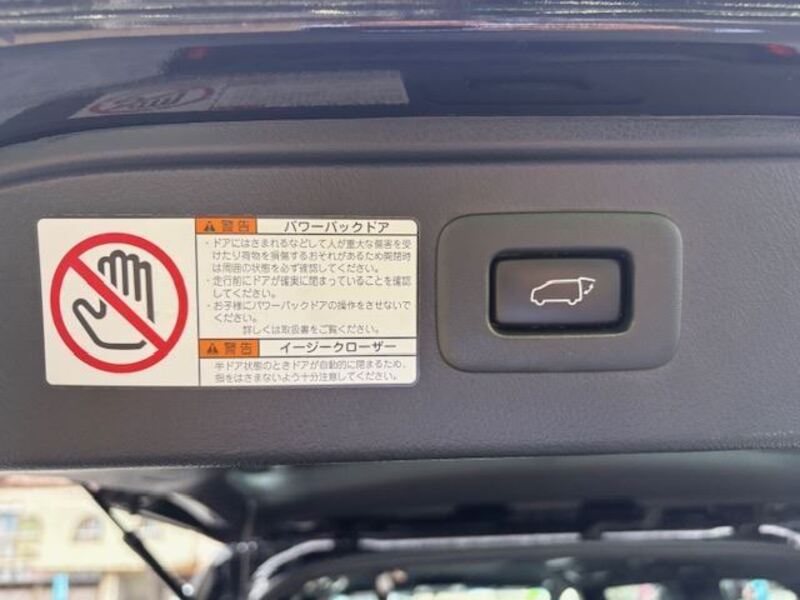 警告 パワーバックドア
・ドアにはさまれるなどして人が重大な傷害を受
けたり荷物を損傷するおそれがあるため開閉時
は周囲の状態を必ず確認してください。
・走行前にドアが確実に閉まっていることを確認
してください。
・お子様にパワーバックドアの操作をさせないで
ください。
詳しくは取扱書をご覧ください。
警告 イージークローザー
半ドア状態のときドアが自動的に閉まるため、
指をはさまないよう十分注意してください。